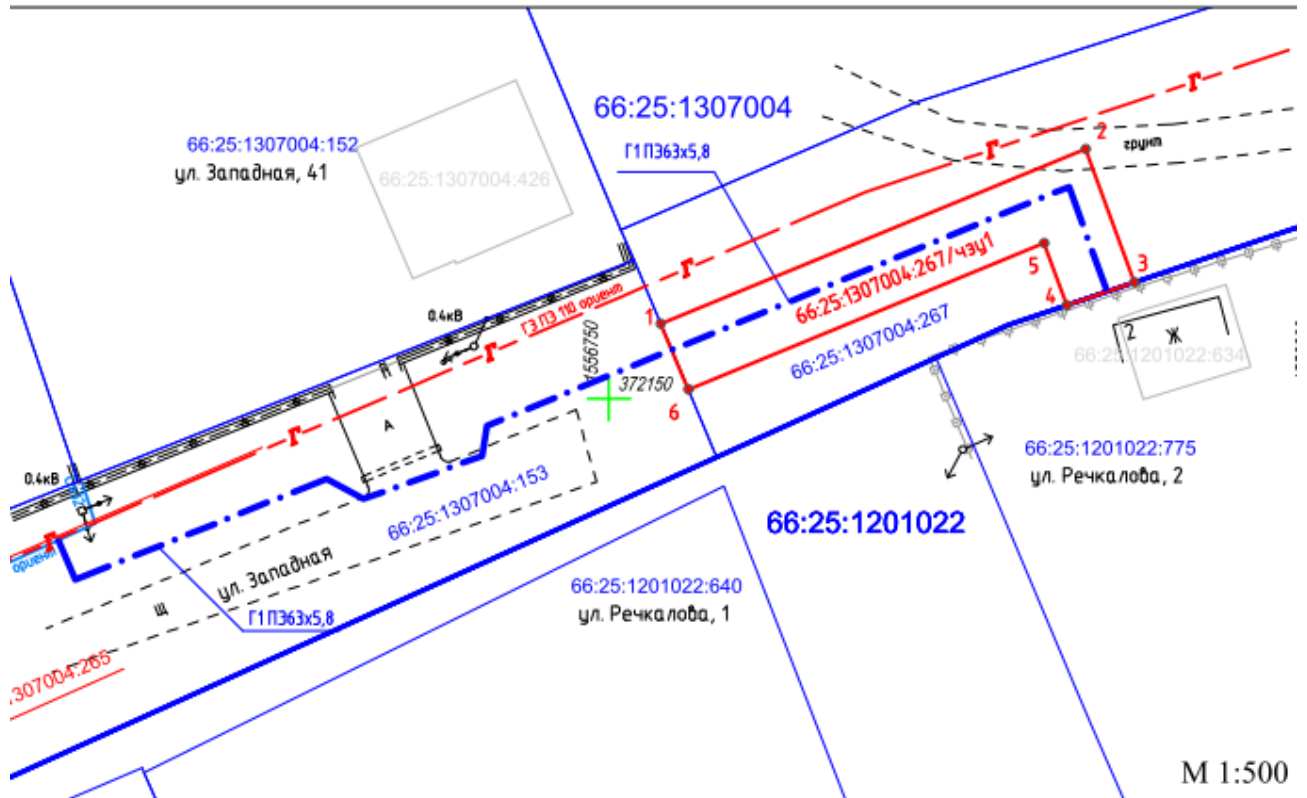 66:25:1307004
Г
2
грунт
Г
66:25:1307004:152
ул. Западная, 41
66:25:1307004:426
Г1 ПЭ63х5,8
Г
5
3
4
66:25:1307004:267/чзу1
66:25:1307004:267
1
Г3 ПЭ 110 ориент
0.4кВ
Г
1556750
372150
6
2
Ж
66:25:1201022:634
Г
А
0.4кВ
66:25:1307004:153
66:25:1201022:775
ул. Речкалова, 2
66:25:1201022
Г
ориент
ул. Западная
щ
Г1 ПЭ63х5,8
66:25:1201022:640
ул. Речкалова, 1
307004:265
М 1:500